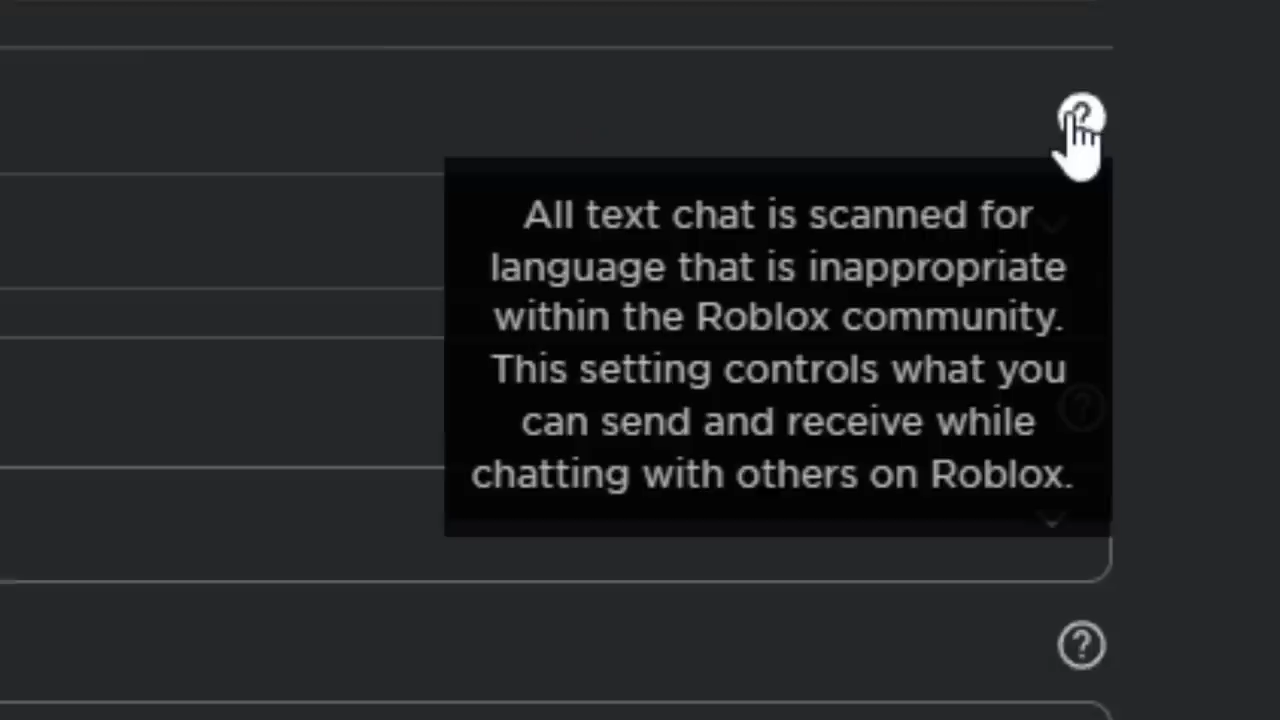 All text chat is scanned for
language that is inappropriate
within the Roblox community.
This setting controls what you
can send and receive while
chatting with others on Roblox.